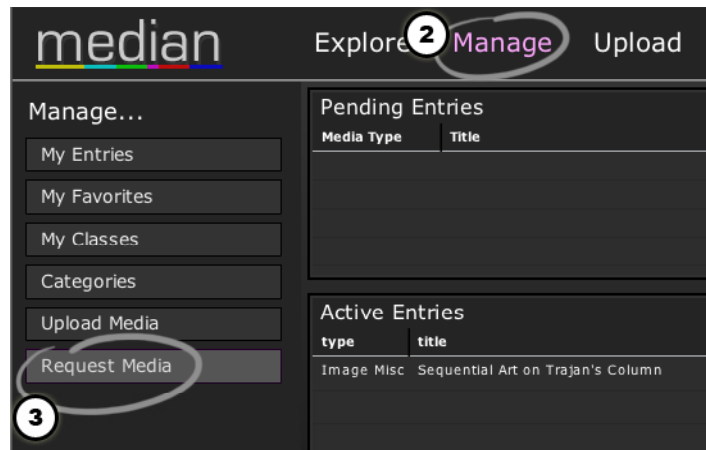 median
Explore Manage Upload
2
Manage...
My Entries
My Favorites
My Classes
Categories
Upload Media
Request Media
3
Pending Entries
Media Type Title
Active Entries
type title
Image Misc Sequential Art on Trajan's Column